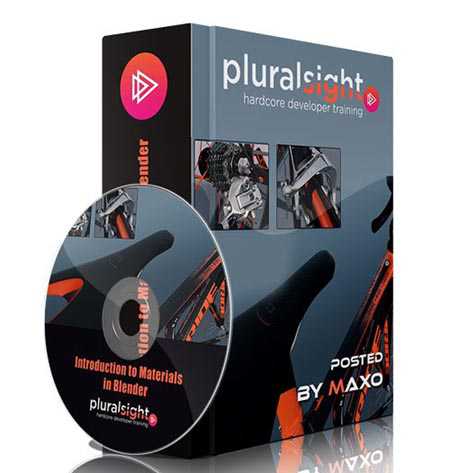 pluralsight
hardcore developer training
POSTED
BY MAXO
Introduction to Materials
in Blender
pluralsight
hardcore developer training